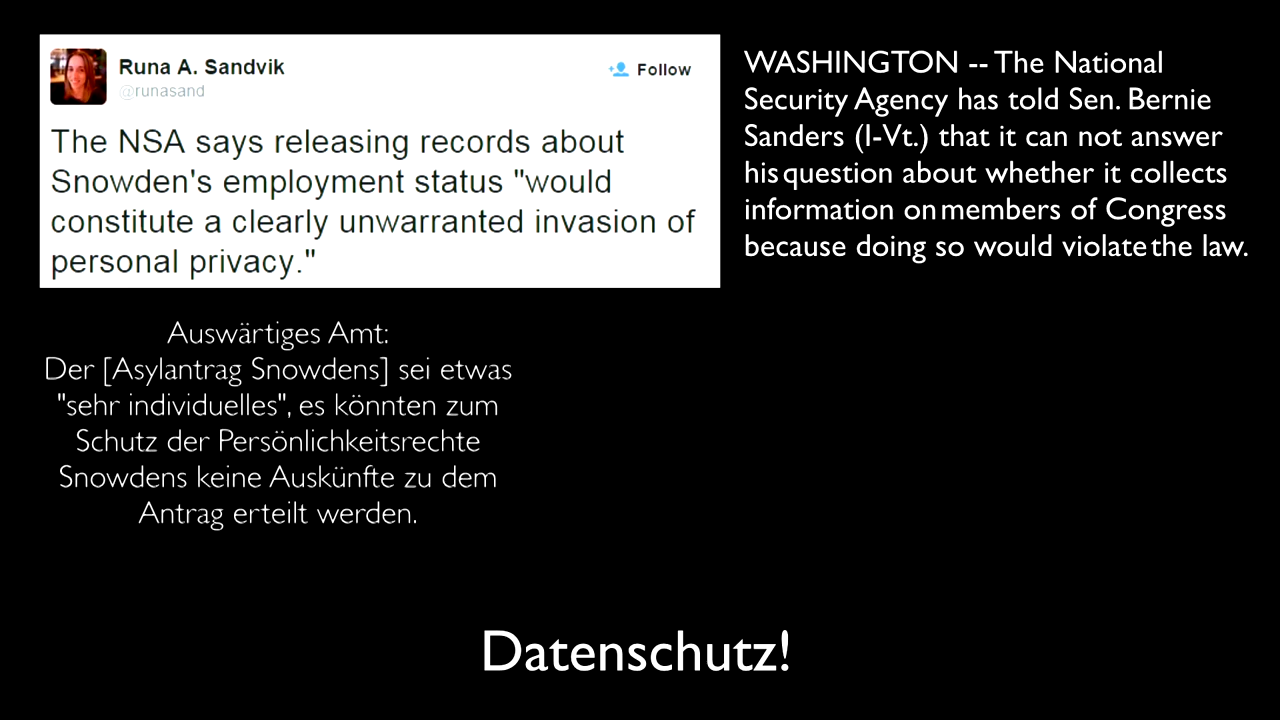 Runa A. Sandvik
@runasand
Follow
The NSA says releasing records about
Snowden's employment status "would
constitute a clearly unwarranted invasion of
personal privacy."
WASHINGTON -- The National
Security Agency has told Sen. Bernie
Sanders (I-Vt.) that it can not answer
his question about whether it collects
information on members of Congress
because doing so would violate the law.
Auswärtiges Amt:
Der [Asylantrag Snowdens] sei etwas
"sehr individuelles", es könnten zum
Schutz der Persönlichkeitsrechte
Snowdens keine Auskünfte zu dem
Antrag erteilt werden.
Datenschutz!